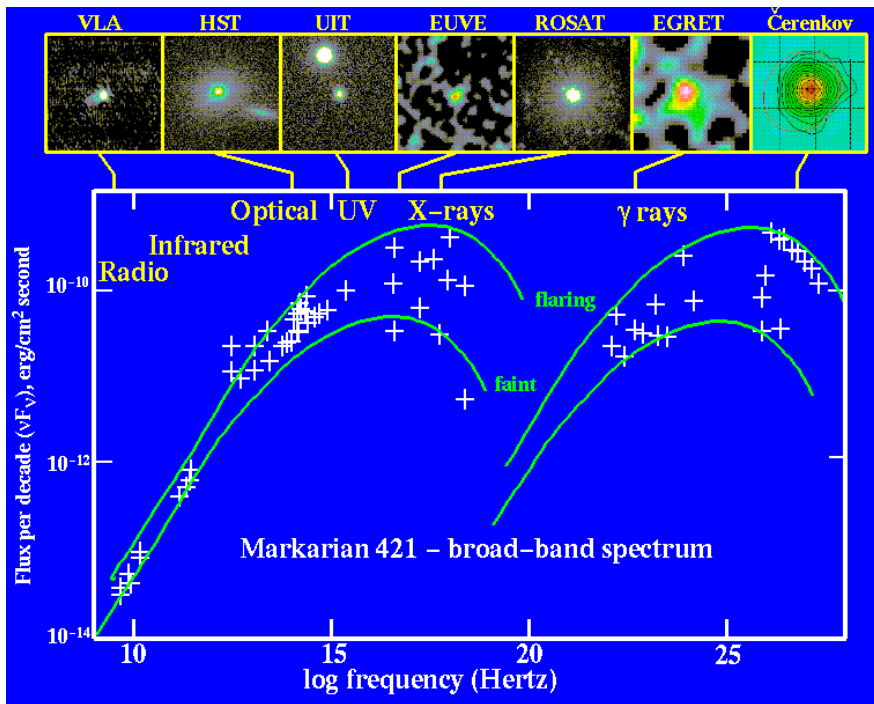 VLA HST UIT EUVE ROSAT EGRET Čerenkov
Optical UV X-rays γ rays
Infrared
Radio
10⁻¹⁰
flaring
faint
10⁻¹²
Markarian 421 - broad-band spectrum
10⁻¹⁴
10 15 20 25
log frequency (Hertz)
Flux per decade (νFν), erg/cm² second